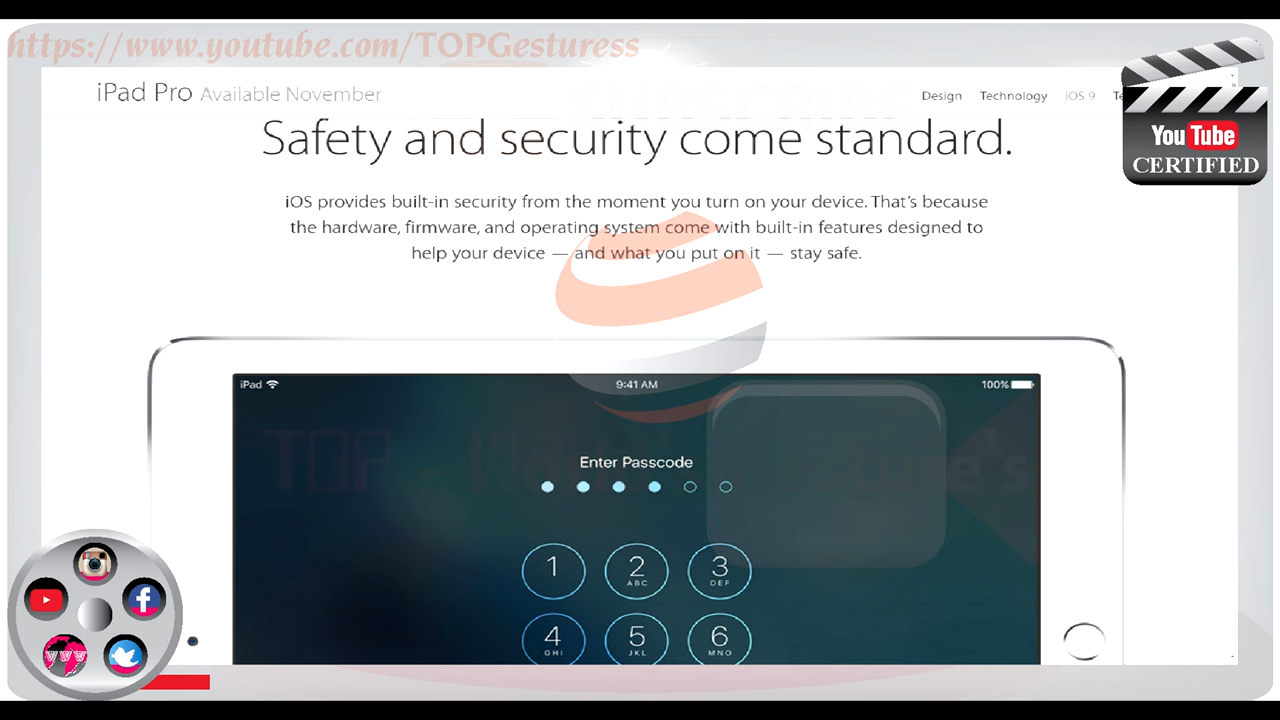 https://www.youtube.com/TOPGesturess
iPad Pro Available November
Design Technology iOS 9
You Tube
CERTIFIED
SUBSCRIBE
Safety and security come standard.
iOS provides built-in security from the moment you turn on your device. That's because
the hardware, firmware, and operating system come with built-in features designed to
help your device — and what you put on it — stay safe.
iPad 9:41 AM 100%
TOP -
Enter Passcode
1 2 3
ABC DEF
4 5 6
GHI JKL MNO
WWW